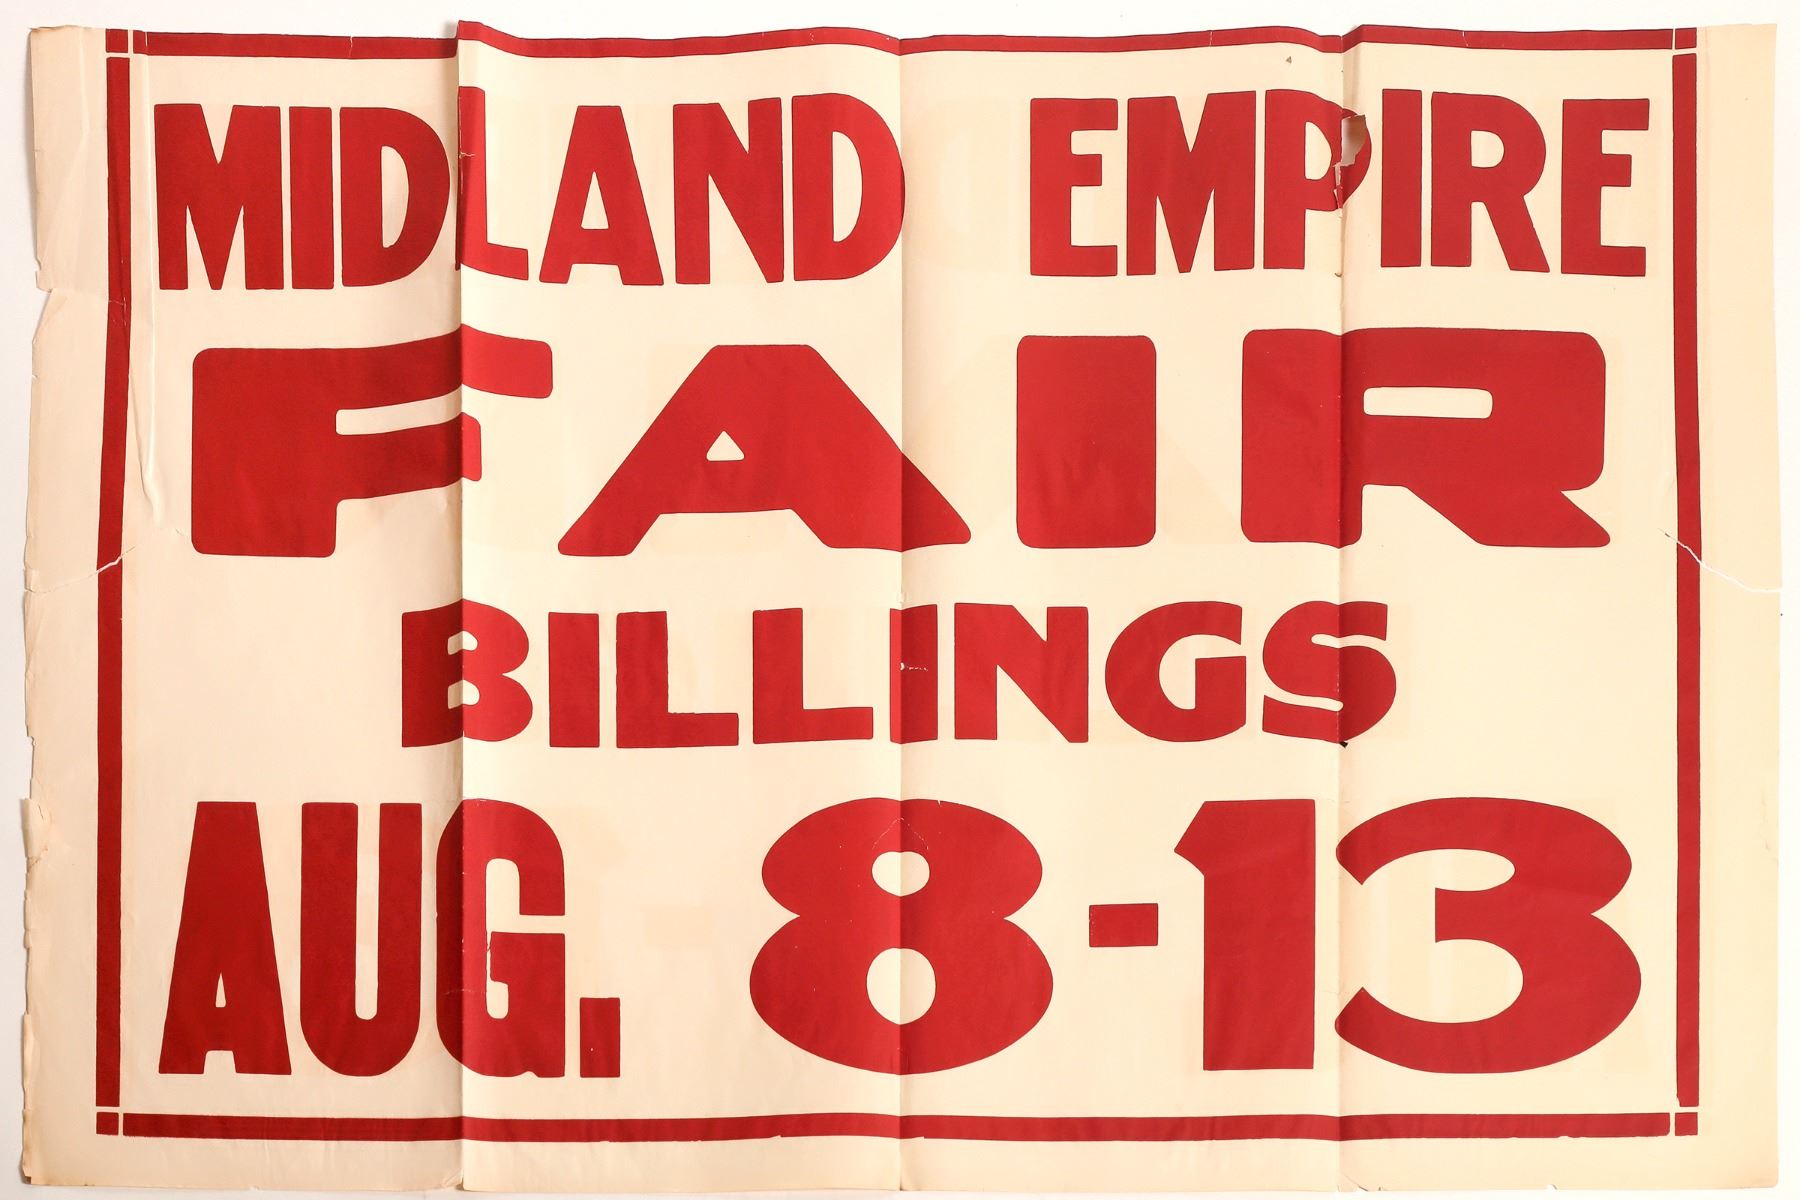 MIDLAND EMPIRE
FAIR
BILLINGS
AUG. 8-13